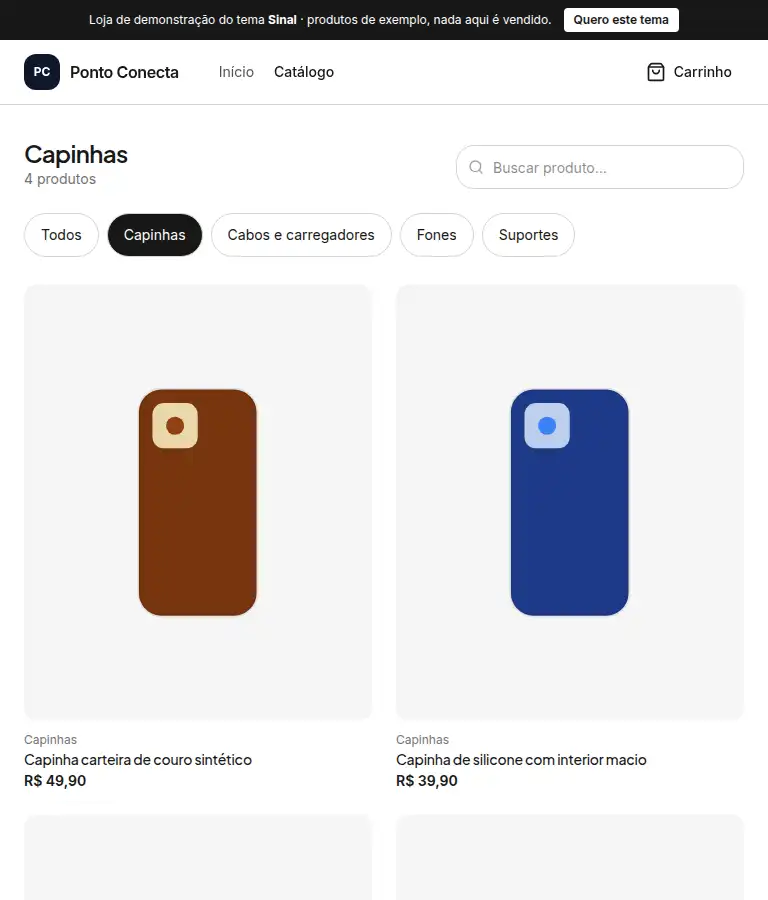 Loja de demonstração do tema Sinal · produtos de exemplo, nada aqui é vendido. Quero este tema
PC Ponto Conecta Início Catálogo Carrinho
Capinhas
4 produtos
Buscar produto...
Todos Capinhas Cabos e carregadores Fones Suportes
Capinhas
Capinha carteira de couro sintético
R$ 49,90
Capinhas
Capinha de silicone com interior macio
R$ 39,90